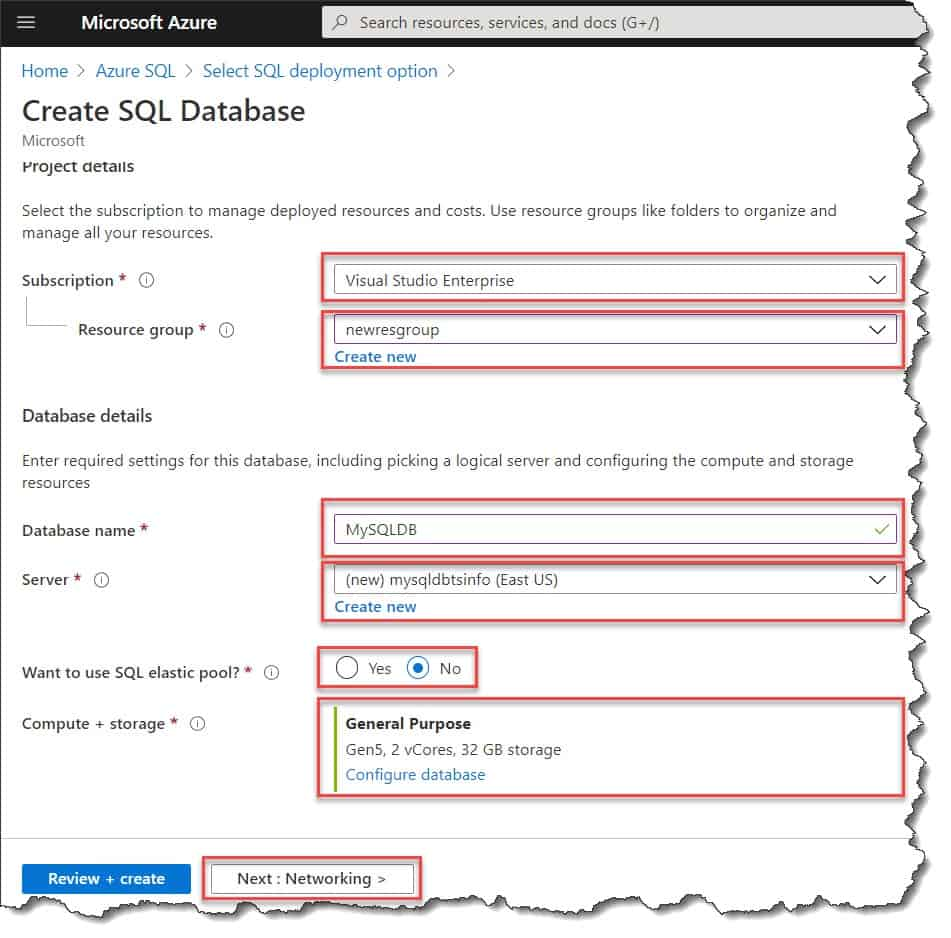 Microsoft Azure
Search resources, services, and docs (G+/)
Home > Azure SQL > Select SQL deployment option >
Create SQL Database
Microsoft
Project details
Select the subscription to manage deployed resources and costs. Use resource groups like folders to organize and
manage all your resources.
Subscription * Visual Studio Enterprise
Resource group * newresgroup
Create new
Database details
Enter required settings for this database, including picking a logical server and configuring the compute and storage
resources
Database name * MySQLDB
Server * (new) mysqldbtsinfo (East US)
Create new
Want to use SQL elastic pool? * Yes No
Compute + storage * General Purpose
Gen5, 2 vCores, 32 GB storage
Configure database
Review + create Next : Networking >